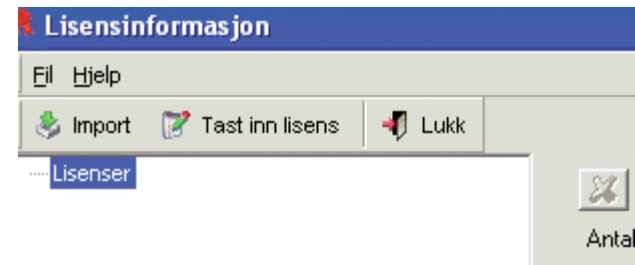 Lisensinformasjon
Fil Hjelp
Import Tast inn lisens Lukk
Lisenser
Antal